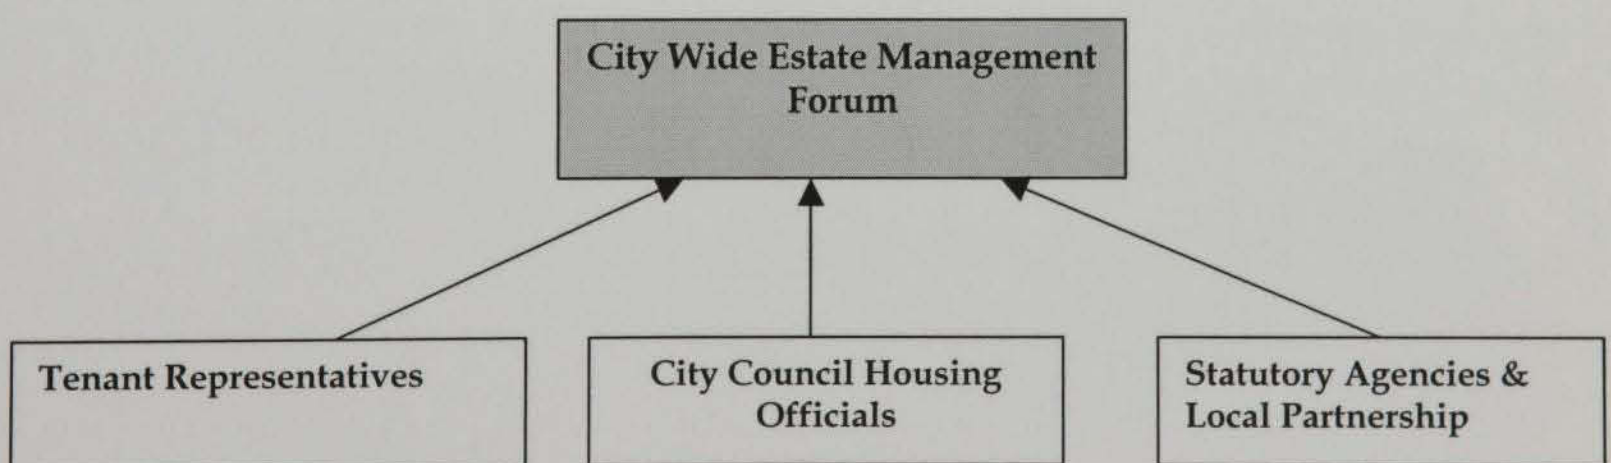 City Wide Estate Management
Forum
Tenant Representatives
City Council Housing
Officials
Statutory Agencies &
Local Partnership